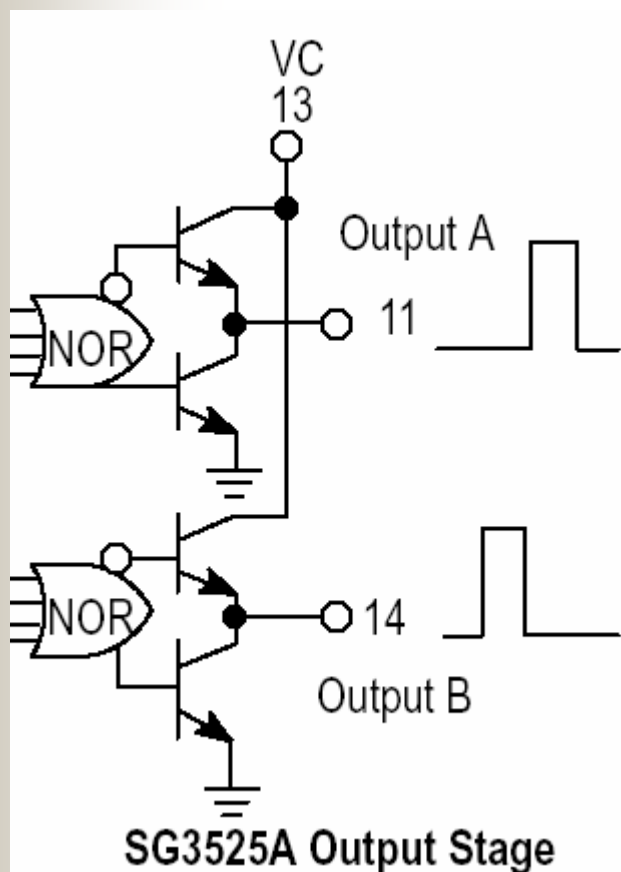 VC
13
Output A
11
NOR
NOR
14
Output B
SG3525A Output Stage